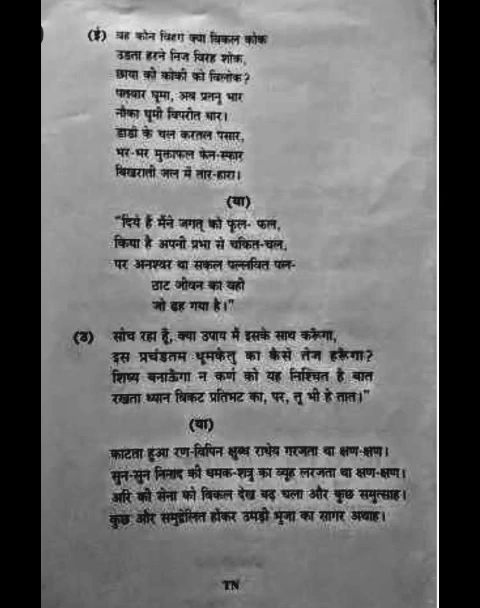 (ई) वह कौन विहग क्या विकल कोक
उड़ता हरने निज विरह शोक,
छाया की कोकी को विलोक?
पतवार घूमा, अब प्रतनु भार
नौका घूमी विपरीत धार।
डाडों के चल करतल पसार,
भर-भर मुक्ताफल फेन-स्फार
बिखराती जल में तार-हार।
(या)
"दिये हैं मैंने जगत् को फूल- फल,
किया है अपनी प्रभा से चकित-चल,
पर अनश्वर था सकल पल्लवित पल-
ठाट जीवन का वही
जो ढह गया है।"
(उ) सोच रहा हूँ, क्या उपाय मैं इसके साथ करूँगा,
इस प्रचंडतम धूमकेतु का कैसे तेज हरूँगा?
शिष्य बनाऊँगा न कर्ण को यह निश्चित है बात
रखता ध्यान विकट प्रतिभट का, पर, तू भी हे तात।"
(या)
काटता हुआ रण-विपिन क्षुब्ध राधेय गरजता था क्षण-क्षण।
सुन-सुन निनाद की धमक-शत्रु का व्यूह लरजता था क्षण-क्षण।
अरि की सेना को विकल देख बढ़ चला और कुछ समुत्साह।
कुछ और समुद्वेलित होकर उमड़ी भुजा का सागर अथाह।
TN